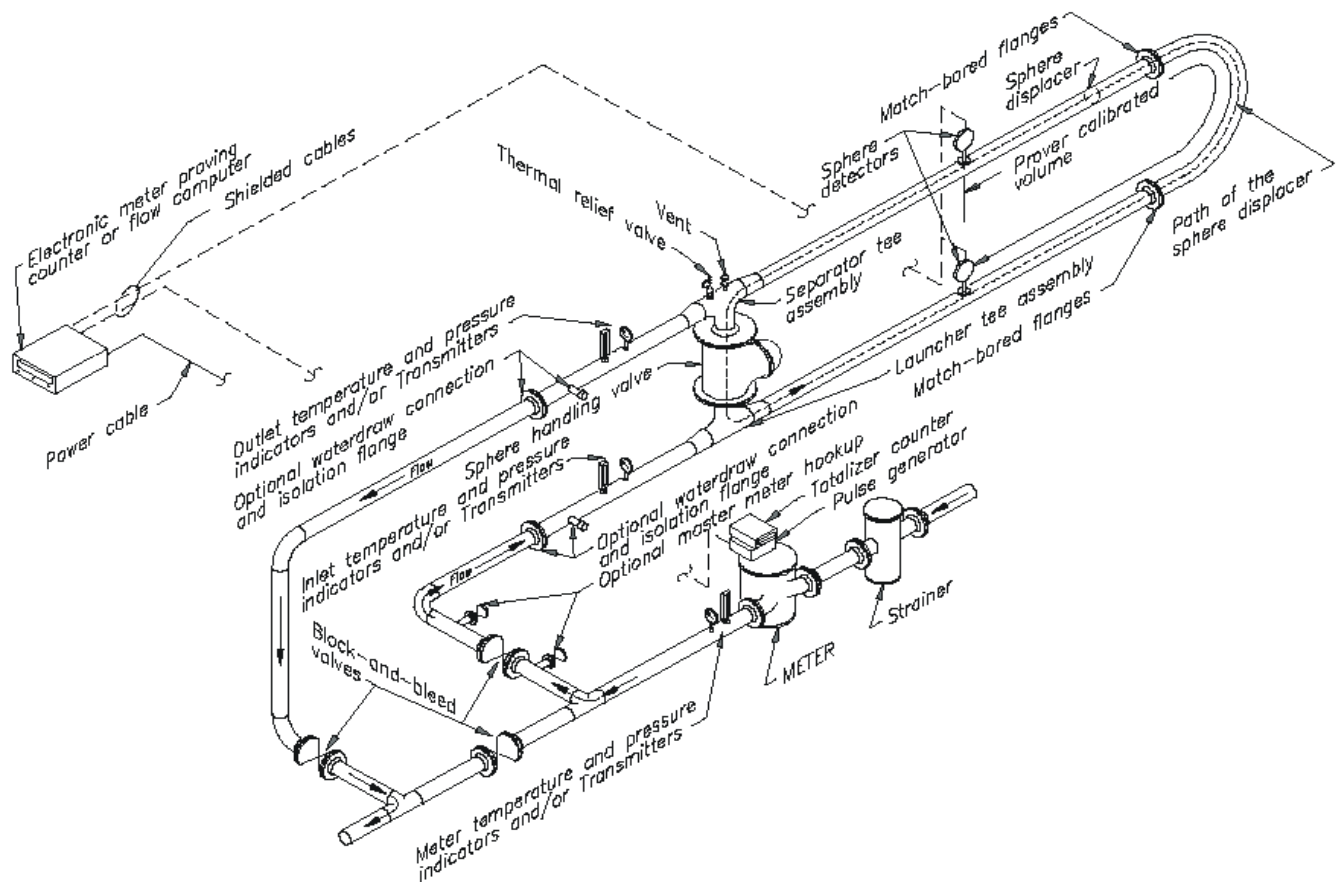 Match-bored flanges
Sphere
displacer
Sphere
detectors
Prover calibrated
volume
Path of the
sphere displacer
Electronic meter proving
counter or flow computer
Shielded cables
Power cable
Thermal relief
valve
Vent
Separator tee
assembly
Launcher tee assembly
Match-bored flanges
Outlet temperature and pressure
indicators and/or Transmitters
Optional waterdraw connection
and isolation flange
Sphere handling
valve
Flow
Inlet temperature and pressure
indicators and/or Transmitters
Flow
Optional waterdraw connection
and isolation flange
Optional master meter hookup
Totalizer counter
Pulse generator
Strainer
METER
Block-and-bleed
valves
Meter temperature and pressure
indicators and/or Transmitters